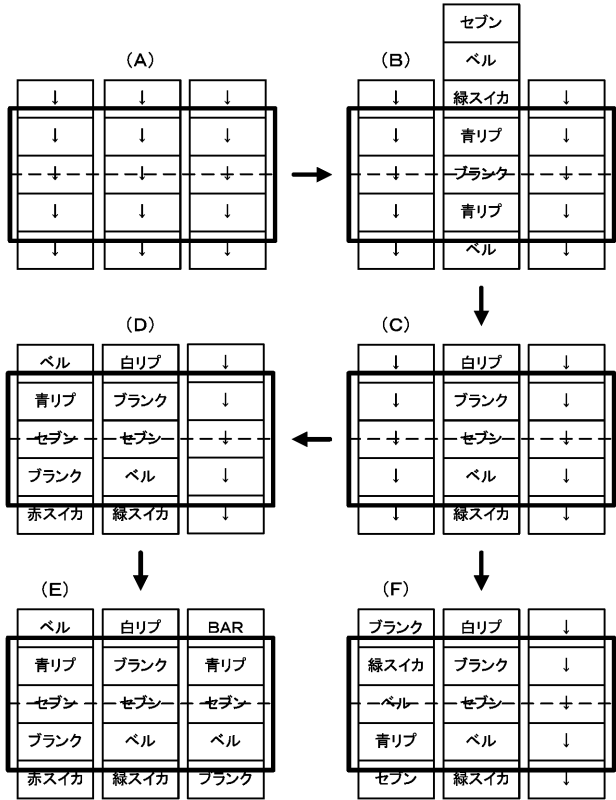 (A)
↓ ↓ ↓
↓ ↓ ↓
↓ ↓ ↓
↓ ↓ ↓
↓ ↓ ↓
(B)
セブン
ベル
↓ 緑スイカ ↓
↓ 青リプ ↓
↓ ブランク ↓
↓ 青リプ ↓
↓ ベル ↓
(D)
ベル 白リプ ↓
青リプ ブランク ↓
セブン セブン ↓
ブランク ベル ↓
赤スイカ 緑スイカ ↓
(C)
↓ 白リプ ↓
↓ ブランク ↓
↓ セブン ↓
↓ ベル ↓
↓ 緑スイカ ↓
(E)
ベル 白リプ BAR
青リプ ブランク 青リプ
セブン セブン セブン
ブランク ベル ベル
赤スイカ 緑スイカ ブランク
(F)
ブランク 白リプ ↓
緑スイカ ブランク ↓
ベル セブン ↓
青リプ ベル ↓
セブン 緑スイカ ↓